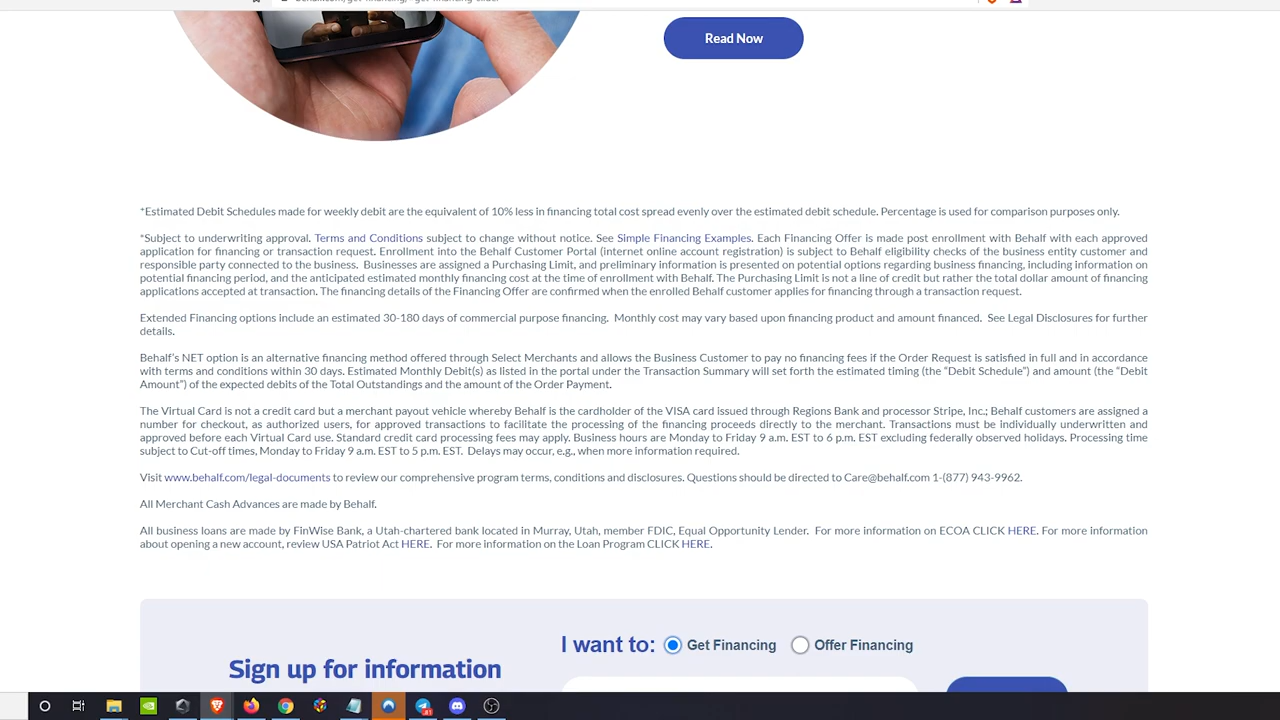 Read Now
*Estimated Debit Schedules made for weekly debit are the equivalent of 10% less in financing total cost spread evenly over the estimated debit schedule. Percentage is used for comparison purposes only.
*Subject to underwriting approval. Terms and Conditions subject to change without notice. See Simple Financing Examples. Each Financing Offer is made post enrollment with Behalf with each approved
application for financing or transaction request. Enrollment into the Behalf Customer Portal (internet online account registration) is subject to Behalf eligibility checks of the business entity customer and
responsible party connected to the business.  Businesses are assigned a Purchasing Limit, and preliminary information is presented on potential options regarding business financing, including information on
potential financing period, and the anticipated estimated monthly financing cost at the time of enrollment with Behalf. The Purchasing Limit is not a line of credit but rather the total dollar amount of financing
applications accepted at transaction. The financing details of the Financing Offer are confirmed when the enrolled Behalf customer applies for financing through a transaction request.
Extended Financing options include an estimated 30-180 days of commercial purpose financing.  Monthly cost may vary based upon financing product and amount financed.  See Legal Disclosures for further
details.
Behalf's NET option is an alternative financing method offered through Select Merchants and allows the Business Customer to pay no financing fees if the Order Request is satisfied in full and in accordance
with terms and conditions within 30 days. Estimated Monthly Debit(s) as listed in the portal under the Transaction Summary will set forth the estimated timing (the “Debit Schedule”) and amount (the “Debit
Amount”) of the expected debits of the Total Outstandings and the amount of the Order Payment.
The Virtual Card is not a credit card but a merchant payout vehicle whereby Behalf is the cardholder of the VISA card issued through Regions Bank and processor Stripe, Inc.; Behalf customers are assigned a
number for checkout, as authorized users, for approved transactions to facilitate the processing of the financing proceeds directly to the merchant. Transactions must be individually underwritten and
approved before each Virtual Card use. Standard credit card processing fees may apply. Business hours are Monday to Friday 9 a.m. EST to 6 p.m. EST excluding federally observed holidays. Processing time
subject to Cut-off times, Monday to Friday 9 a.m. EST to 5 p.m. EST.  Delays may occur, e.g., when more information required.
Visit www.behalf.com/legal-documents to review our comprehensive program terms, conditions and disclosures. Questions should be directed to Care@behalf.com 1-(877) 943-9962.
All Merchant Cash Advances are made by Behalf.
All business loans are made by FinWise Bank, a Utah-chartered bank located in Murray, Utah, member FDIC, Equal Opportunity Lender.  For more information on ECOA CLICK HERE. For more information
about opening a new account, review USA Patriot Act HERE.  For more information on the Loan Program CLICK HERE.
I want to: Get Financing Offer Financing
Sign up for information